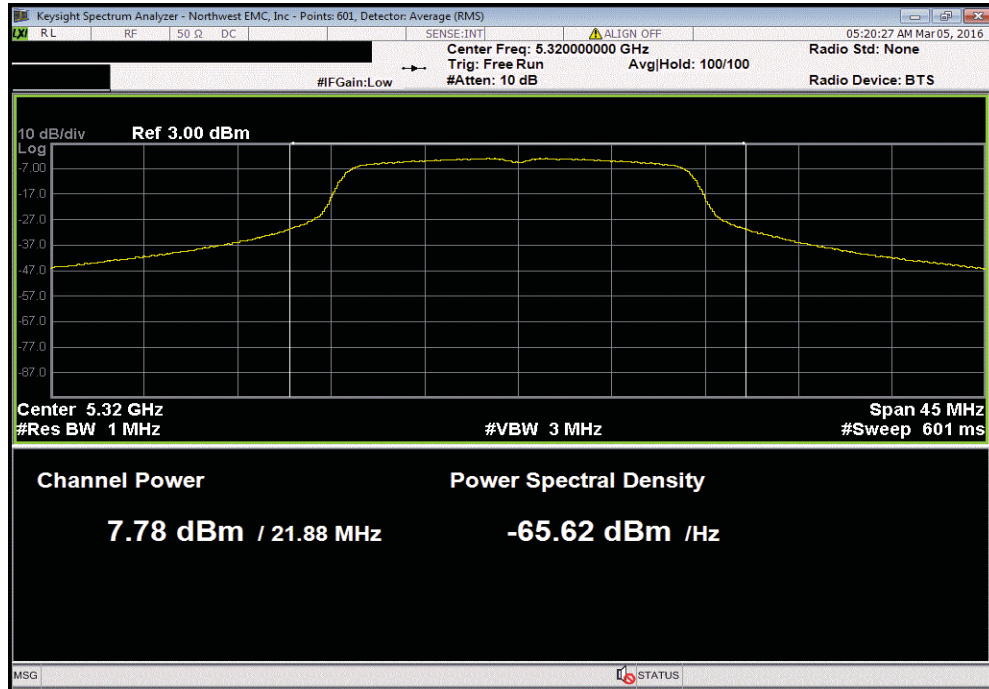 Keysight Spectrum Analyzer - Northwest EMC, Inc - Points: 601, Detector: Average (RMS)
LXI RL RF 50 Ω DC SENSE:INT ALIGN OFF 05:20:27 AM Mar 05, 2016
Center Freq: 5.320000000 GHz Radio Std: None
Trig: Free Run Avg|Hold: 100/100
#IFGain:Low #Atten: 10 dB Radio Device: BTS
10 dB/div Ref 3.00 dBm
Log
-7.00
-17.0
-27.0
-37.0
-47.0
-57.0
-67.0
-77.0
-87.0
Center 5.32 GHz Span 45 MHz
#Res BW 1 MHz #VBW 3 MHz #Sweep 601 ms
Channel Power Power Spectral Density
7.78 dBm / 21.88 MHz -65.62 dBm /Hz
MSG STATUS